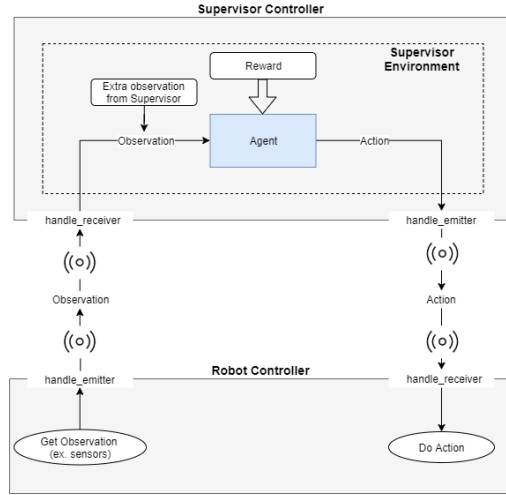 Supervisor Controller
Supervisor
Environment
Reward
Extra observation
from Supervisor
Observation
Agent
Action
handle_receiver
handle_emitter
Observation
Action
handle_emitter
Robot Controller
handle_receiver
Get Observation
(ex. sensors)
Do Action